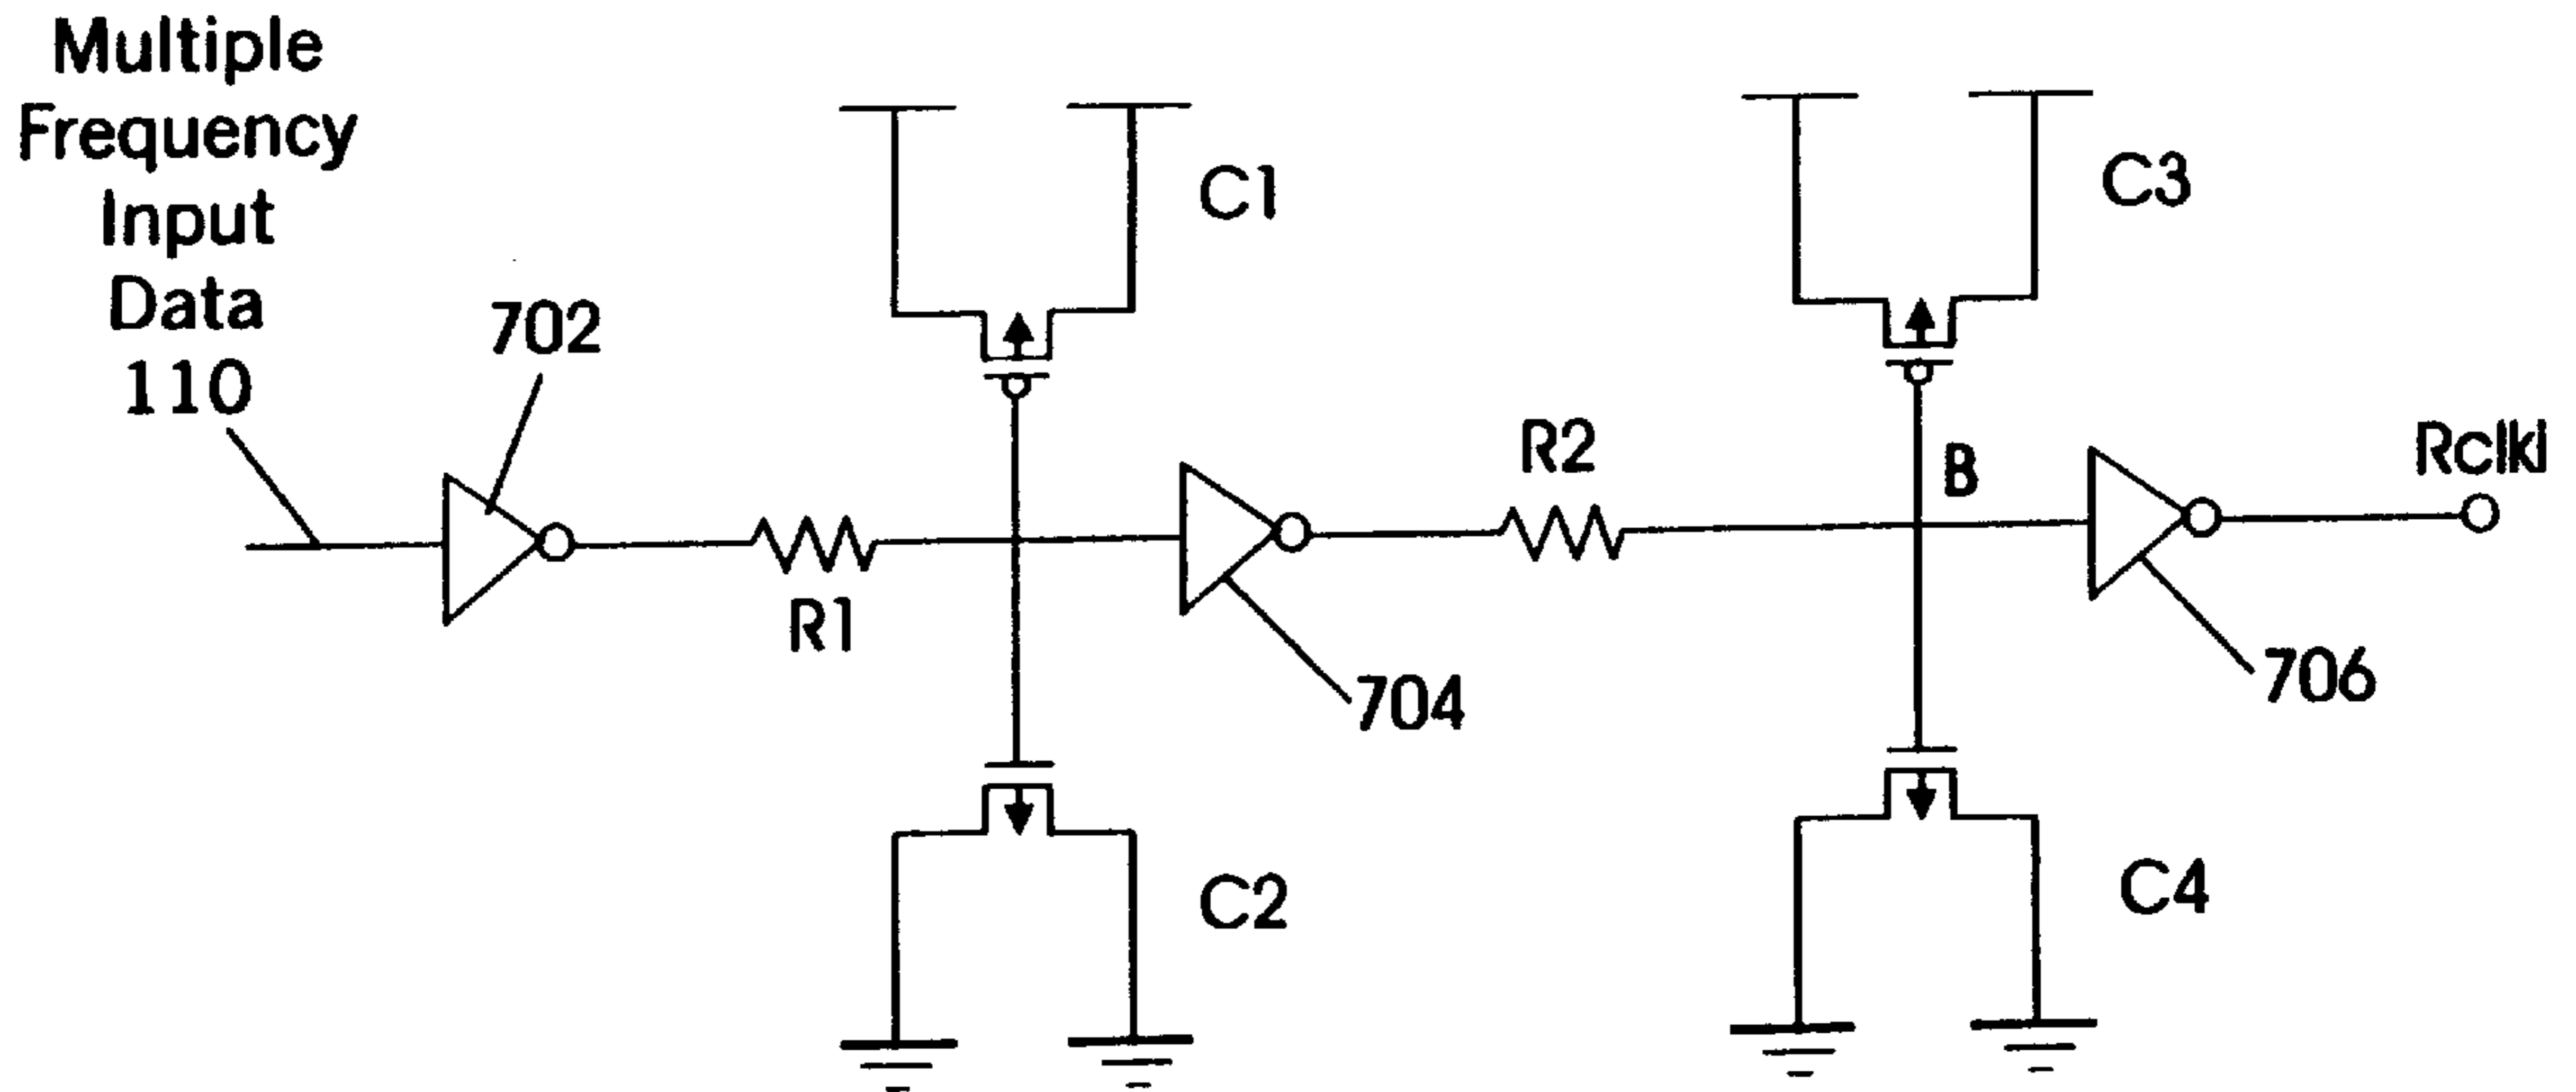 Multiple
Frequency
Input
Data
110
702
C1
C3
R1
R2
B
Rclkl
704
706
C2
C4